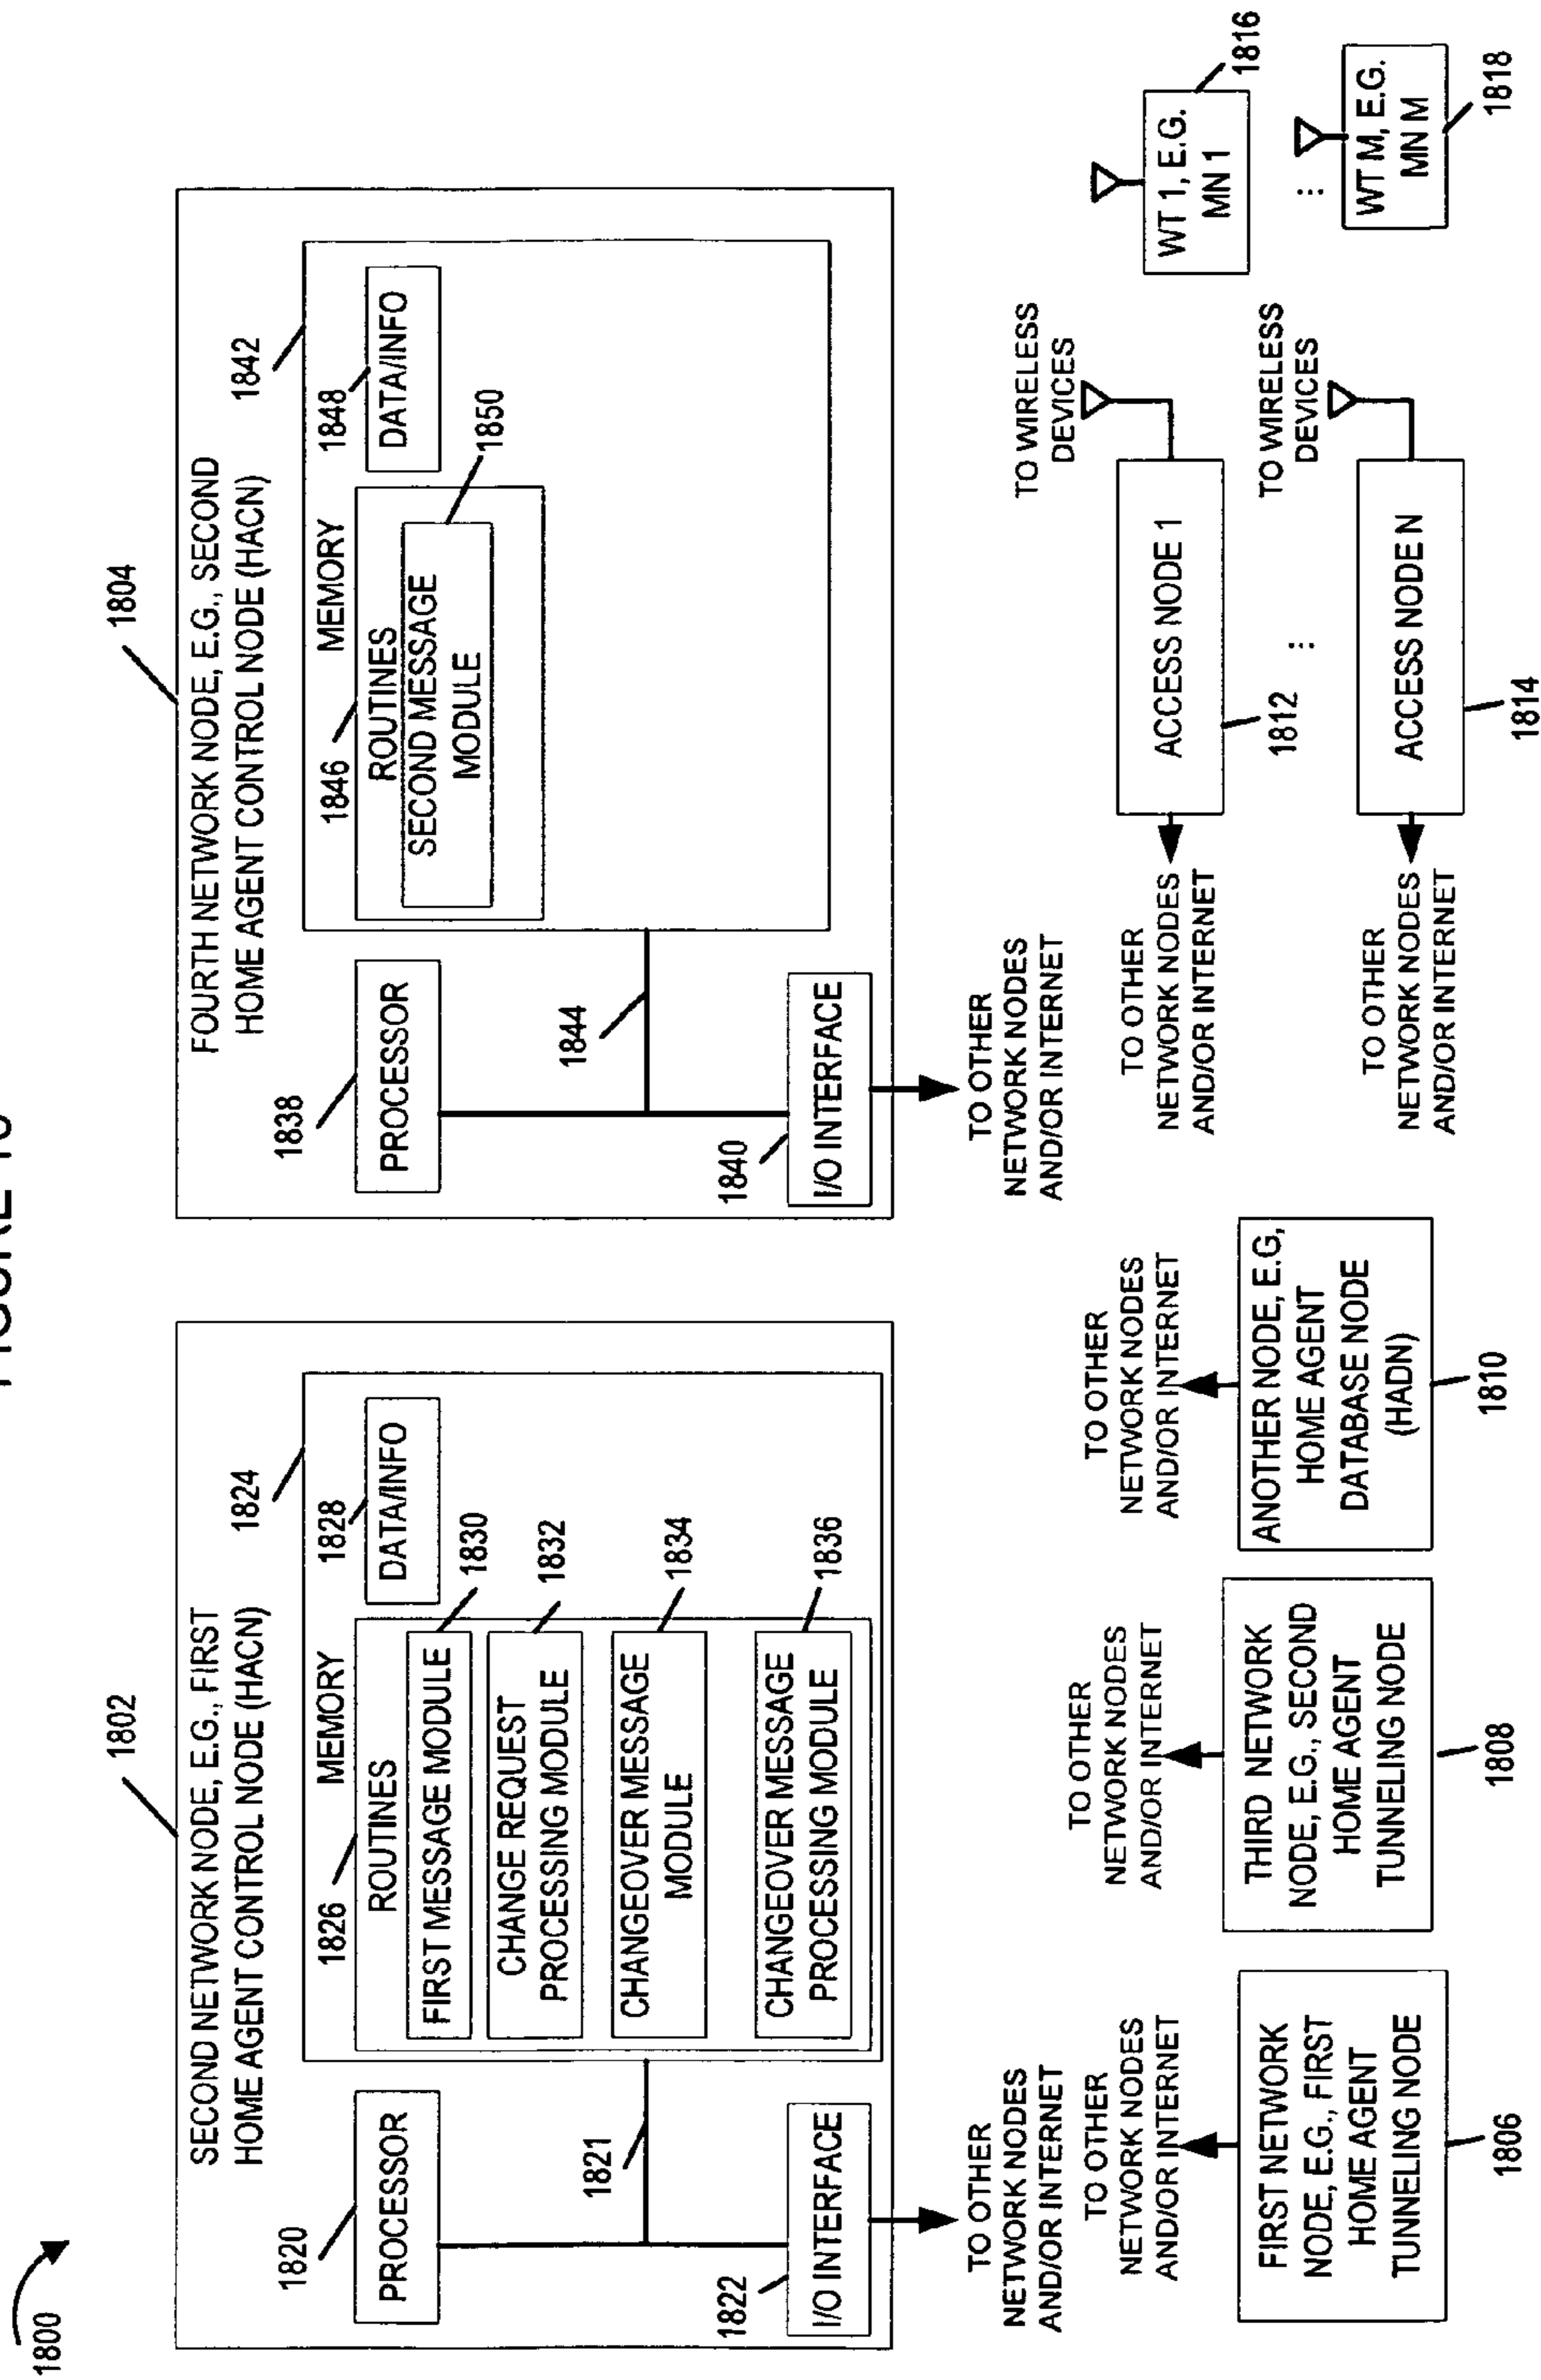 1800
1802
SECOND NETWORK NODE, E.G., FIRST
HOME AGENT CONTROL NODE (HACN)
1820
PROCESSOR
1821
1822
I/O INTERFACE
TO OTHER
NETWORK NODES
AND/OR INTERNET
MEMORY
1824
1826
ROUTINES
FIRST MESSAGE MODULE
1830
CHANGE REQUEST
PROCESSING MODULE
1832
CHANGEOVER MESSAGE
MODULE
1834
CHANGEOVER MESSAGE
PROCESSING MODULE
1836
1828
DATA/INFO
1804
FOURTH NETWORK NODE, E.G., SECOND
HOME AGENT CONTROL NODE (HACN)
1838
PROCESSOR
1844
1840
I/O INTERFACE
TO OTHER
NETWORK NODES
AND/OR INTERNET
MEMORY
1842
1846
ROUTINES
SECOND MESSAGE
MODULE
1850
1848
DATA/INFO
TO OTHER
NETWORK NODES
AND/OR INTERNET
FIRST NETWORK
NODE, E.G., FIRST
HOME AGENT
TUNNELING NODE
1806
TO OTHER
NETWORK NODES
AND/OR INTERNET
THIRD NETWORK
NODE, E.G., SECOND
HOME AGENT
TUNNELING NODE
1808
TO OTHER
NETWORK NODES
AND/OR INTERNET
ANOTHER NODE, E.G,
HOME AGENT
DATABASE NODE
(HADN)
1810
TO OTHER
NETWORK NODES
AND/OR INTERNET
ACCESS NODE 1
1812
TO WIRELESS
DEVICES
...
TO OTHER
NETWORK NODES
AND/OR INTERNET
ACCESS NODE N
1814
TO WIRELESS
DEVICES
WT 1, E.G.
MN 1
1816
...
WT M, E.G.
MN M
1818